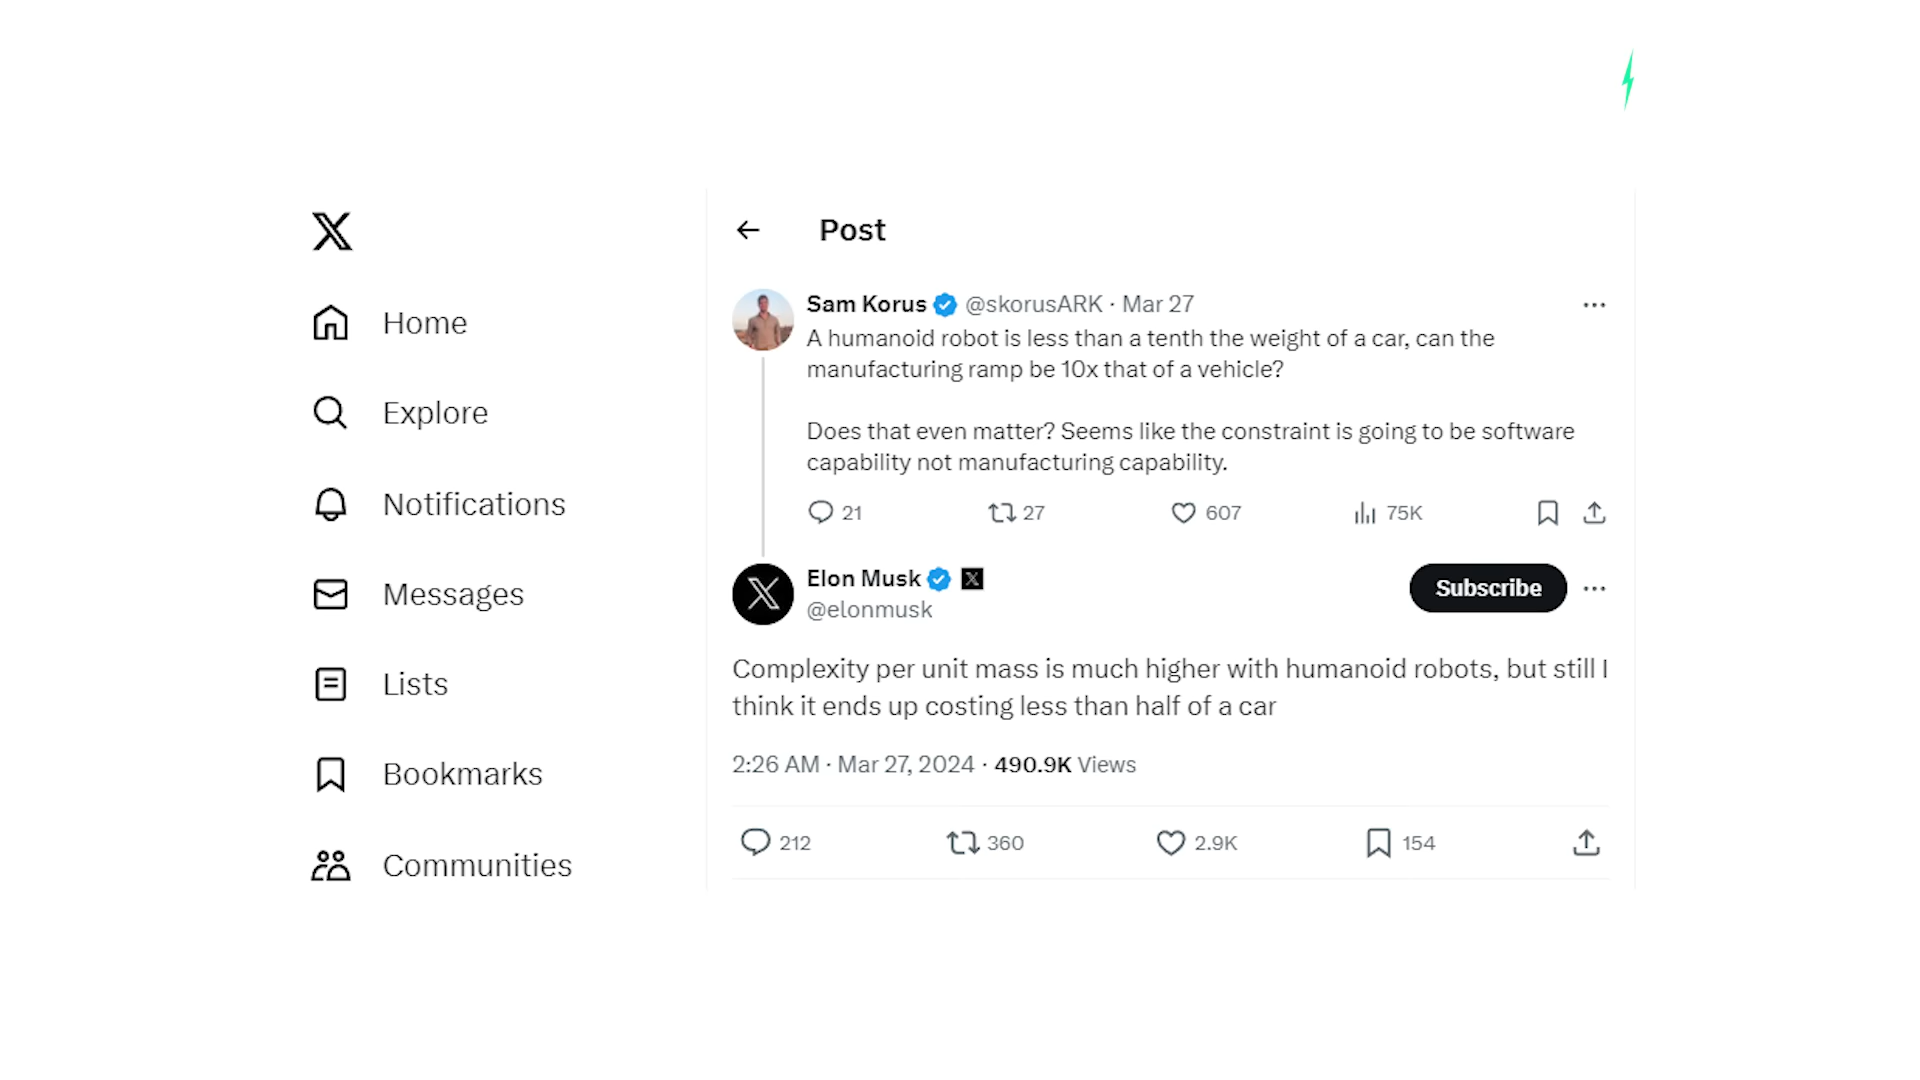 Home
Explore
Notifications
Messages
Lists
Bookmarks
Communities
Post
Sam Korus @skorusARK · Mar 27
A humanoid robot is less than a tenth the weight of a car, can the
manufacturing ramp be 10x that of a vehicle?
Does that even matter? Seems like the constraint is going to be software
capability not manufacturing capability.
21 27 607 75K
Elon Musk
@elonmusk
Subscribe
Complexity per unit mass is much higher with humanoid robots, but still I
think it ends up costing less than half of a car
2:26 AM · Mar 27, 2024 · 490.9K Views
212 360 2.9K 154